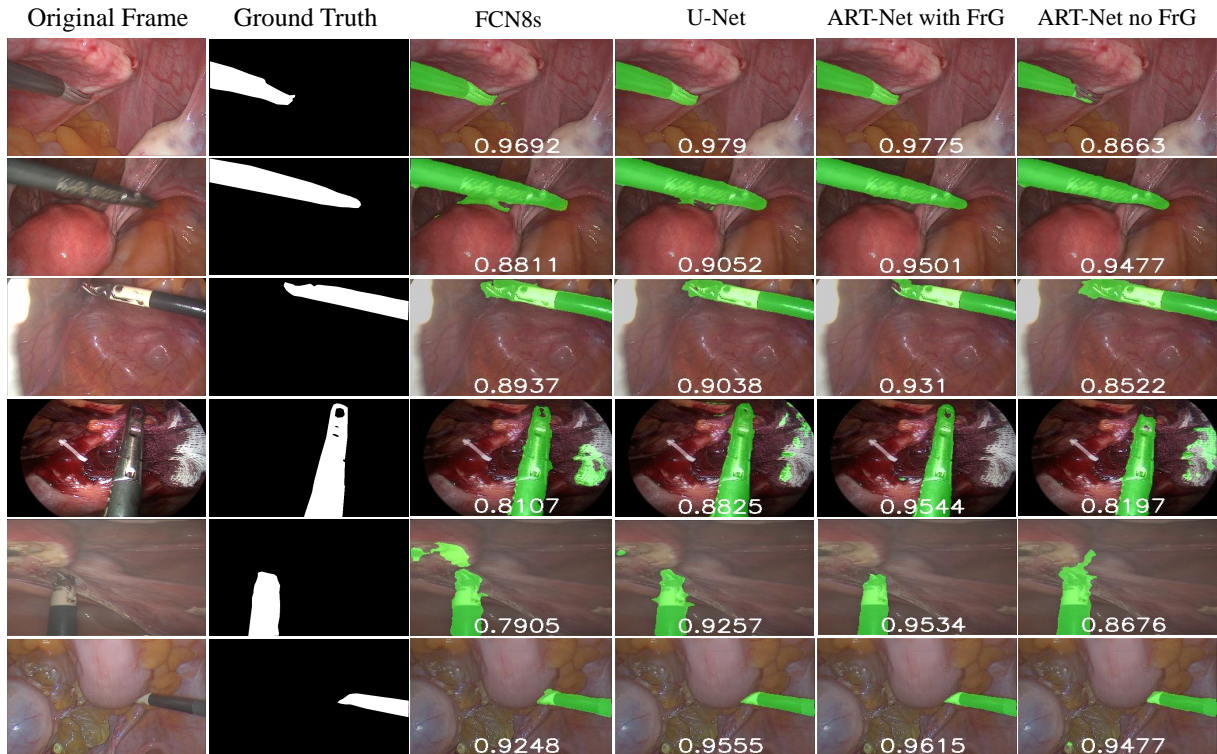 Original Frame Ground Truth FCN8s U-Net ART-Net with FrG ART-Net no FrG
0.9692 0.979 0.9775 0.8663
0.8811 0.9052 0.9501 0.9477
0.8937 0.9038 0.931 0.8522
0.8107 0.8825 0.9544 0.8197
0.7905 0.9257 0.9534 0.8676
0.9248 0.9555 0.9615 0.9477